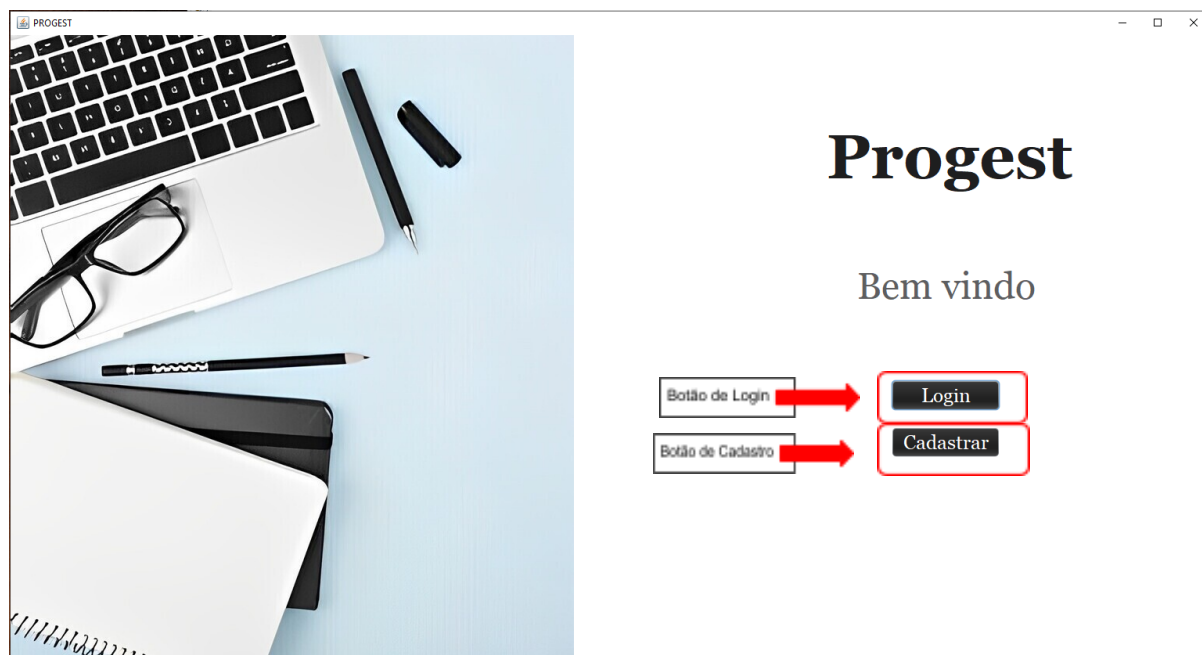 PROGEST
Progest
Bem vindo
Botão de Login
Login
Botão de Cadastro
Cadastrar